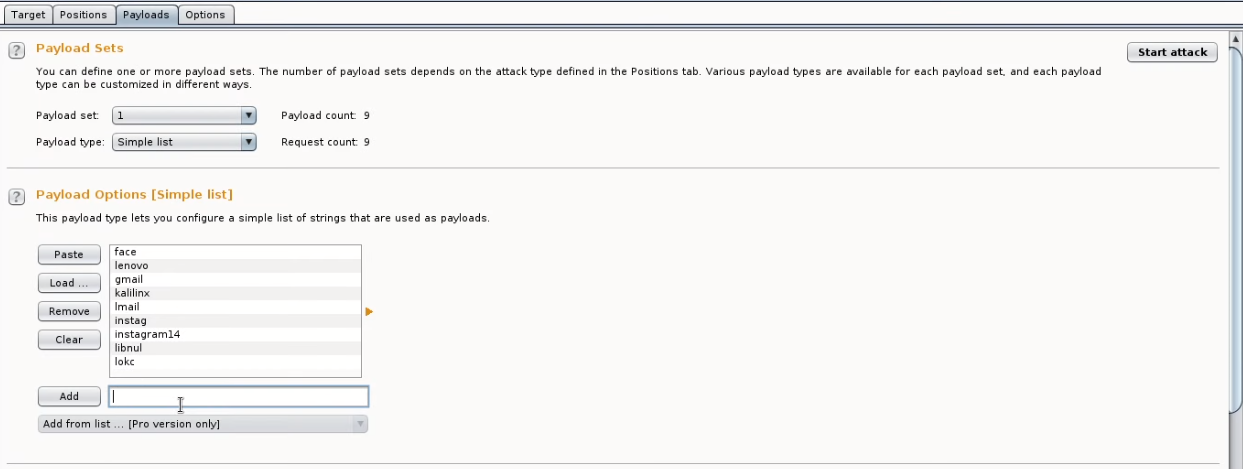 Target Positions Payloads Options
? Payload Sets
Start attack
You can define one or more payload sets. The number of payload sets depends on the attack type defined in the Positions tab. Various payload types are available for each payload set, and each payload
type can be customized in different ways.
Payload set: 1 Payload count: 9
Payload type: Simple list Request count: 9
? Payload Options [Simple list]
This payload type lets you configure a simple list of strings that are used as payloads.
Paste
Load ...
Remove
Clear
face
lenovo
gmail
kalilinx
lmail
instag
instagram14
libnul
lokc
Add
Add from list ... [Pro version only]